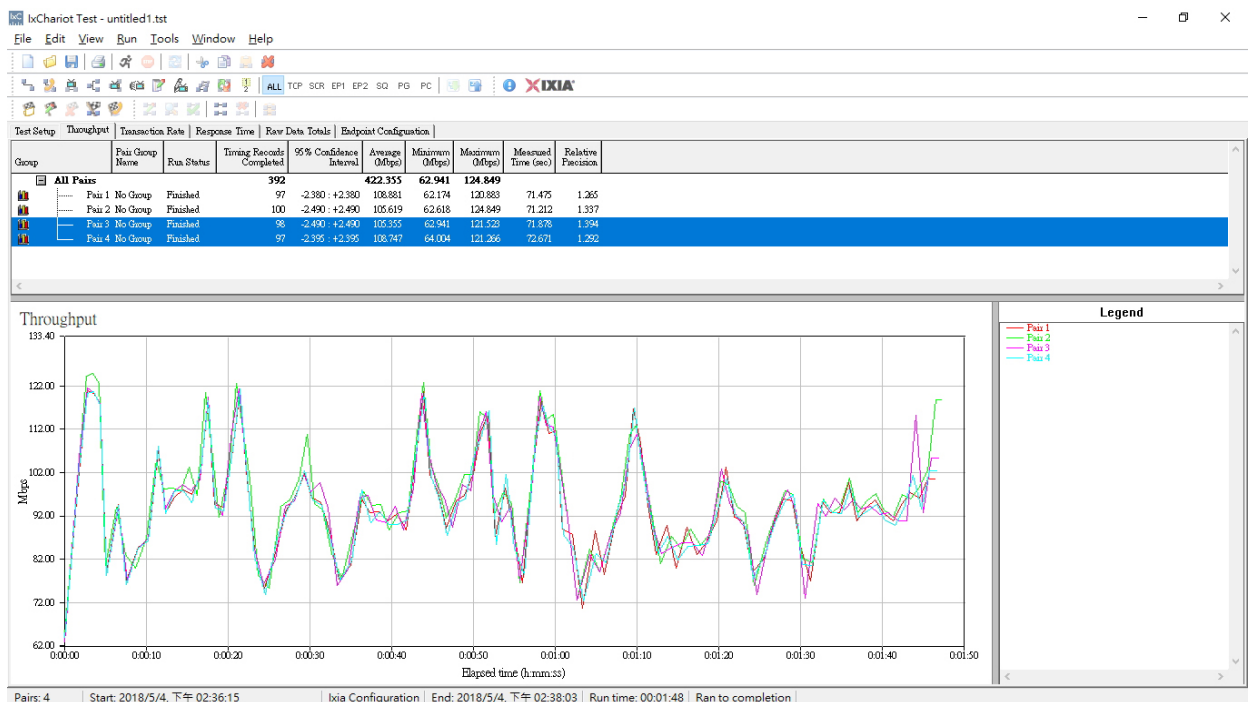 IxC IxChariot Test - untitled1.tst
File Edit View Run Tools Window Help
ALL TCP SCR EP1 EP2 SQ PG PC XIXIA
Test Setup Throughput Transaction Rate Response Time Raw Data Totals Endpoint Configuration
Group Pair Group Name Run Status Timing Records Completed 95% Confidence Interval Average (Mbps) Minimum (Mbps) Maximum (Mbps) Measured Time (sec) Relative Precision
All Pairs 392 422.355 62.941 124.849
Pair 1 No Group Finished 97 -2.380 : +2.380 108.881 62.174 120.883 71.475 1.265
Pair 2 No Group Finished 100 -2.490 : +2.490 105.619 62.618 124.849 71.212 1.337
Pair 3 No Group Finished 98 -2.490 : +2.490 105.355 62.941 121.523 71.878 1.394
Pair 4 No Group Finished 97 -2.395 : +2.395 108.747 64.004 121.266 72.671 1.292
Throughput
133.40
122.00
112.00
102.00
92.00
82.00
72.00
62.00
Mbps
0:00:00 0:00:10 0:00:20 0:00:30 0:00:40 0:00:50 0:01:00 0:01:10 0:01:20 0:01:30 0:01:40 0:01:50
Elapsed time (h:mm:ss)
Legend
Pair 1
Pair 2
Pair 3
Pair 4
Pairs: 4 Start: 2018/5/4, 下午 02:36:15 Ixia Configuration End: 2018/5/4, 下午 02:38:03 Run time: 00:01:48 Ran to completion